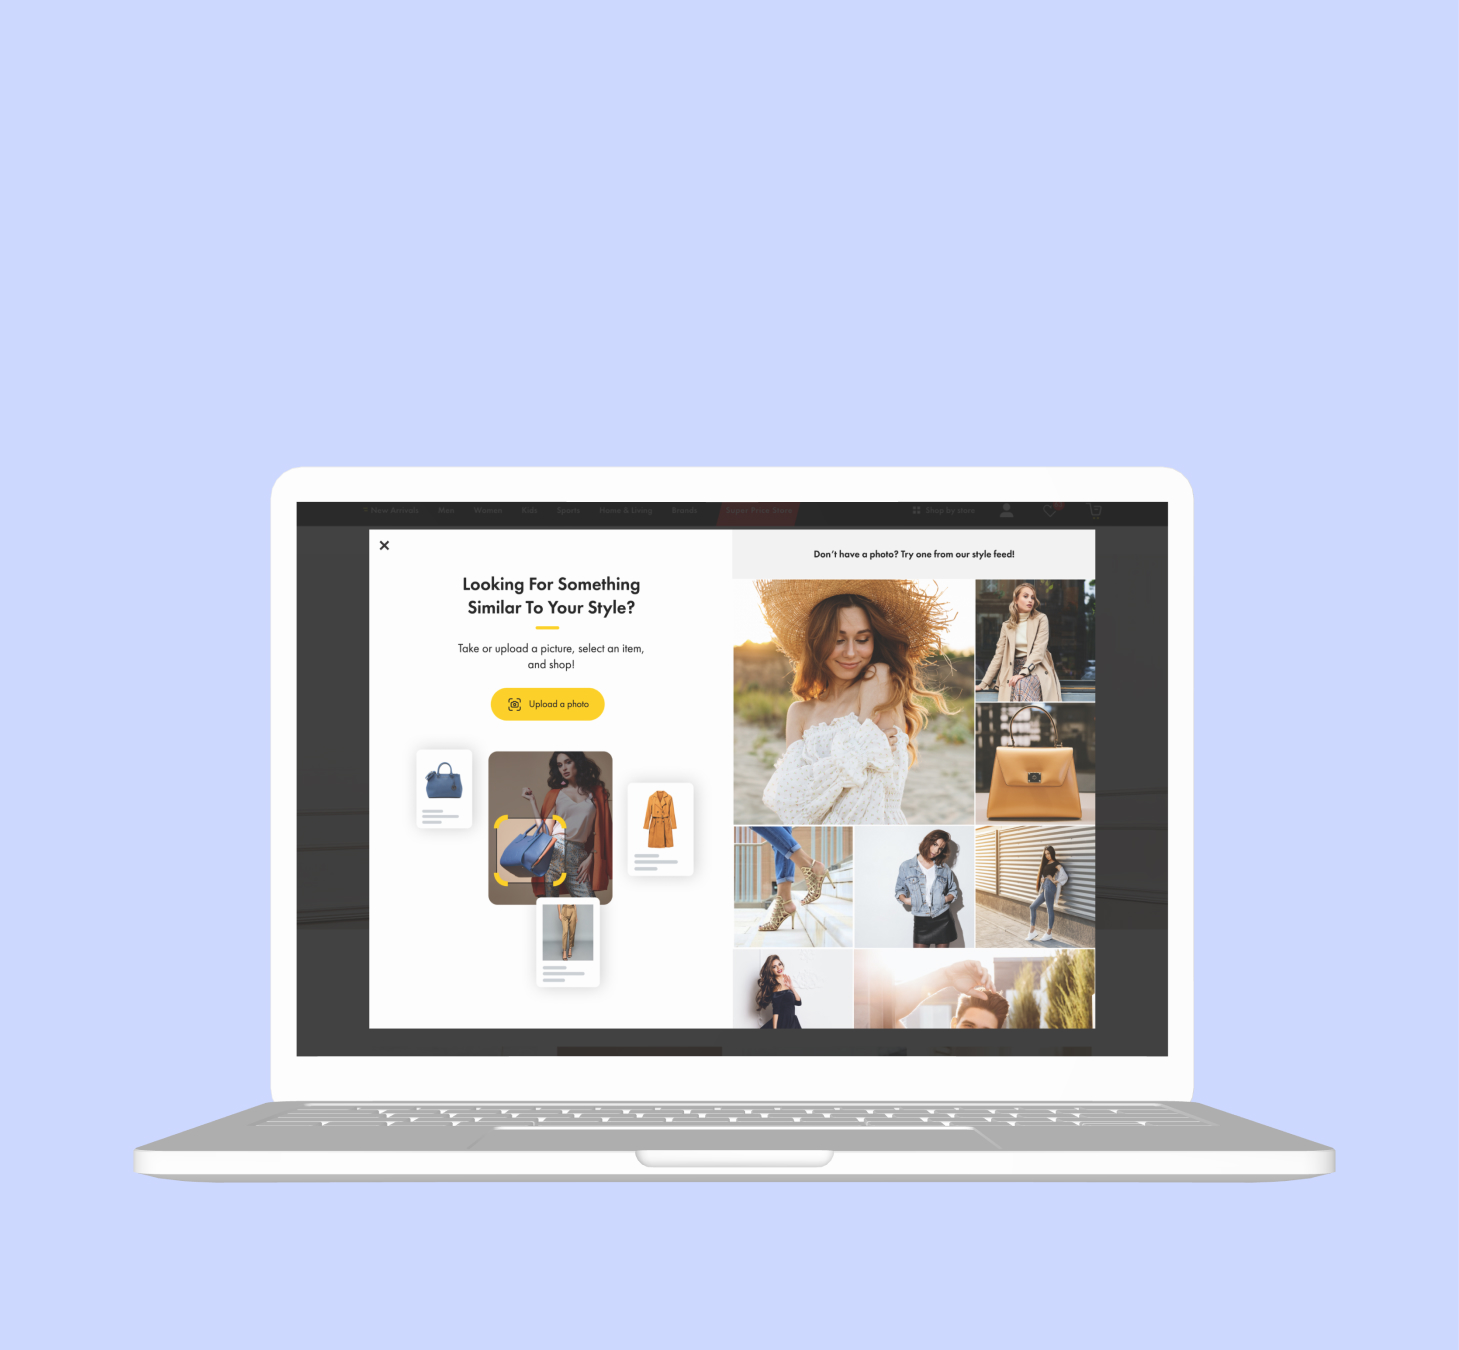 New Arrivals Men Women Kids Sports Home & Living Brands Super Price Store Shop by store
Looking For Something
Similar To Your Style?
Take or upload a picture, select an item,
and shop!
Upload a photo
Don't have a photo? Try one from our style feed!